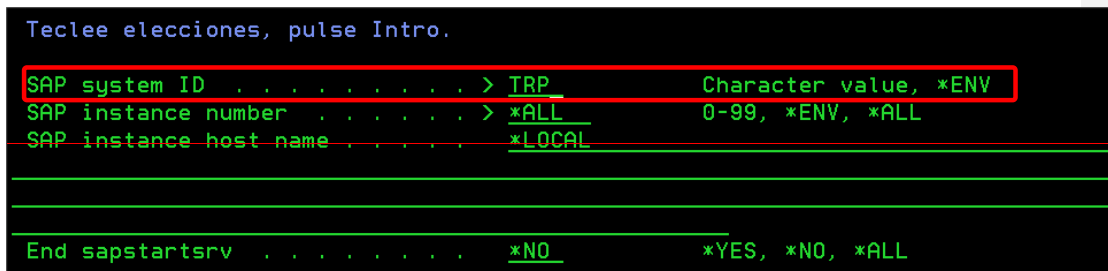 Teclee elecciones, pulse Intro.
SAP system ID . . . . . . . . . . > TRP_ Character value, *ENV
SAP instance number . . . . . . > *ALL 0-99, *ENV, *ALL
SAP instance host name . . . . . *LOCAL
End sapstartsrv . . . . . . . . *NO *YES, *NO, *ALL